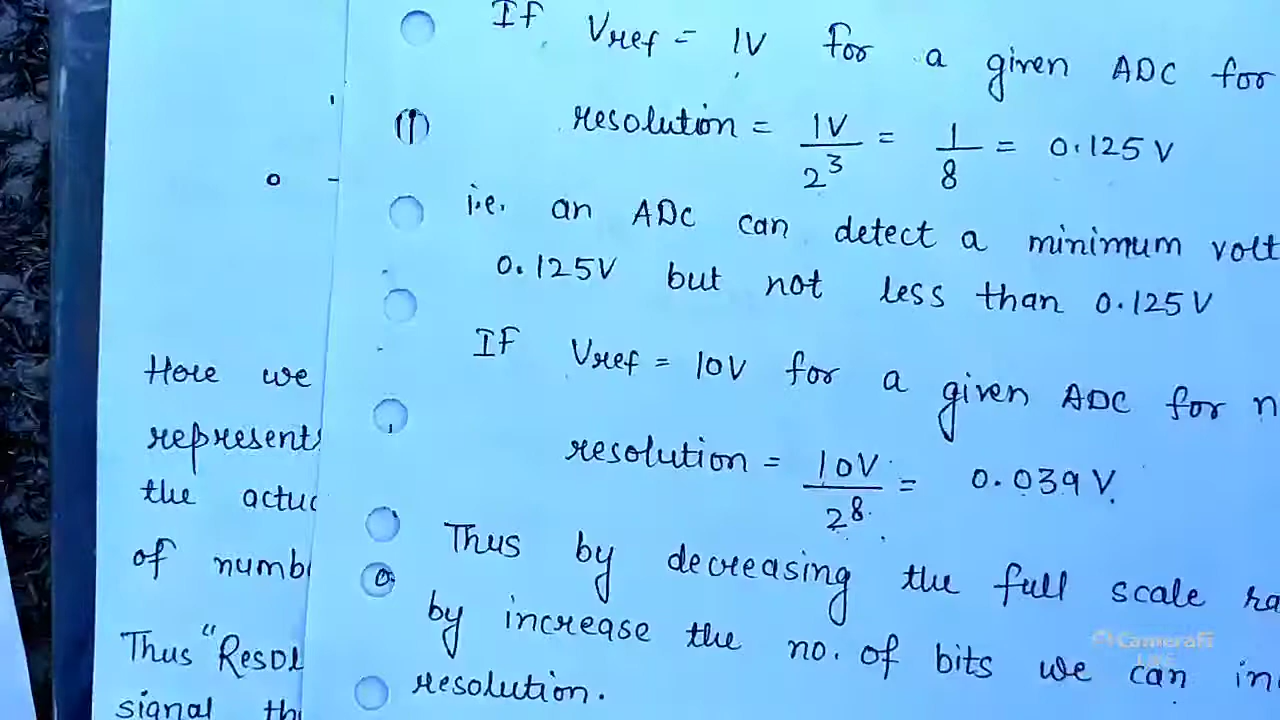 If Vref = 1V for a given ADC for
resolution = 1V/2^3 = 1/8 = 0.125 V
i.e. an ADC can detect a minimum volt
0.125V but not less than 0.125V
If Vref = 10V for a given ADC for n
resolution = 10V/2^8 = 0.039 V.
Thus by decreasing the full scale ra
by increase the no. of bits we can in
resolution.
Here we
represents
the actu
of numb
Thus "Resol
signal th
CameraFi